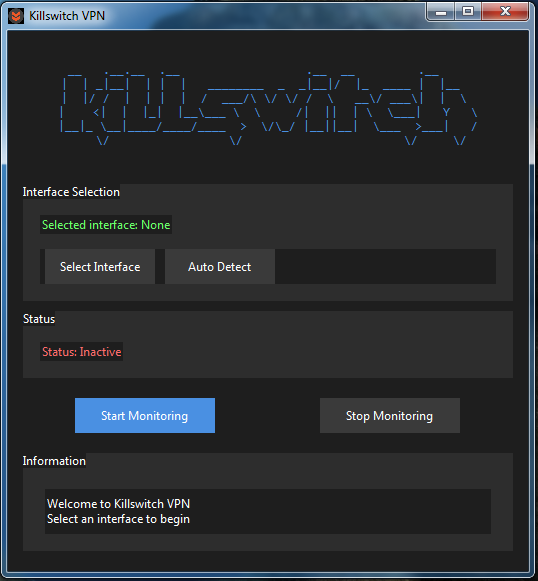 Killswitch VPN
Killswitch
Interface Selection
Selected interface: None
Select Interface
Auto Detect
Status
Status: Inactive
Start Monitoring
Stop Monitoring
Information
Welcome to Killswitch VPN
Select an interface to begin